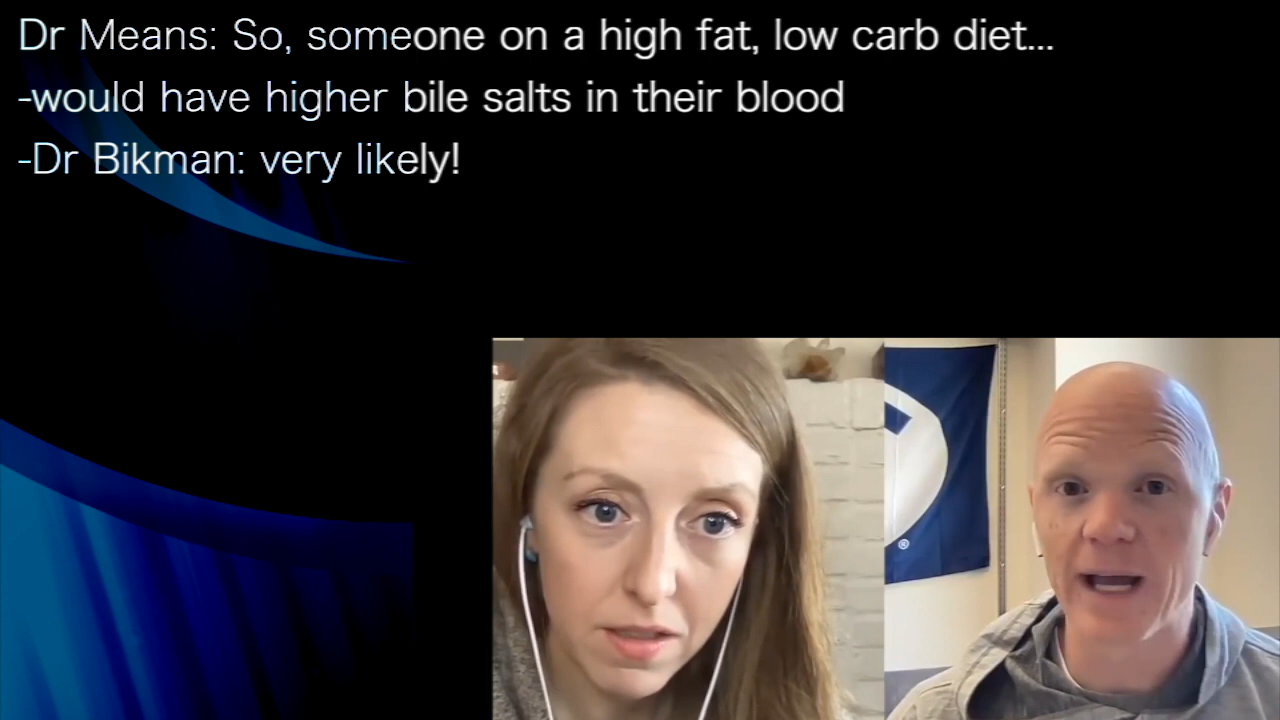 Dr Means: So, someone on a high fat, low carb diet...
-would have higher bile salts in their blood
-Dr Bikman: very likely!
®